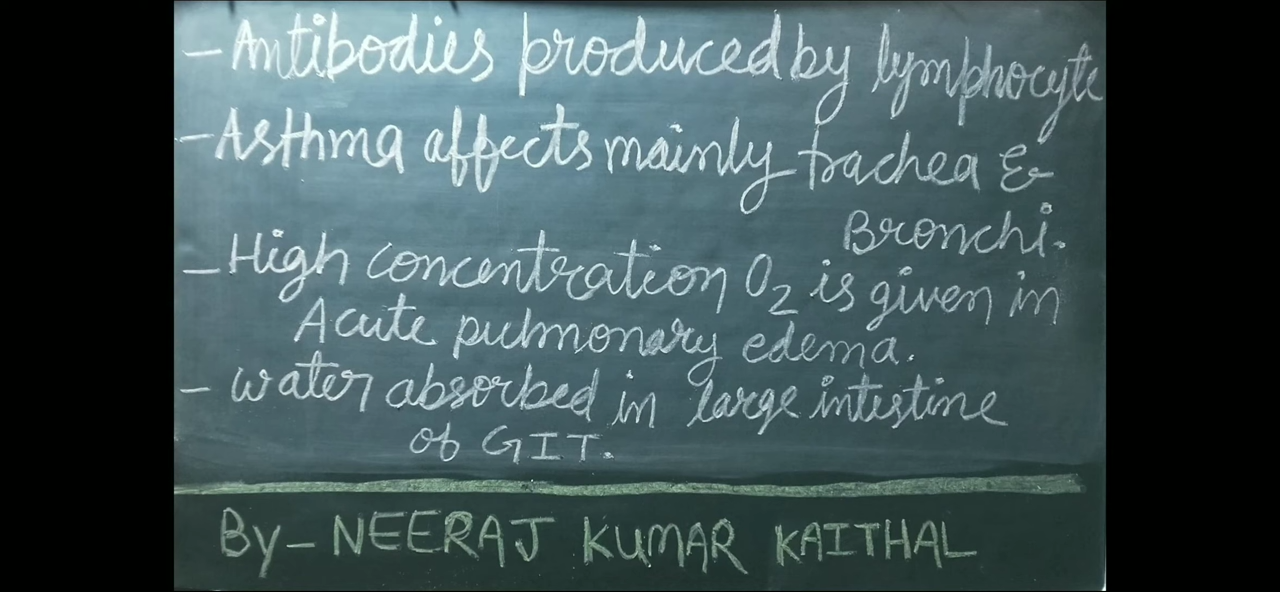 - Antibodies produced by lymphocyte
- Asthma affects mainly trachea &
Bronchi.
- High concentration O2 is given in
Acute pulmonary edema.
- water absorbed in large intestine
of GIT.
By - NEERAJ KUMAR KAITHAL